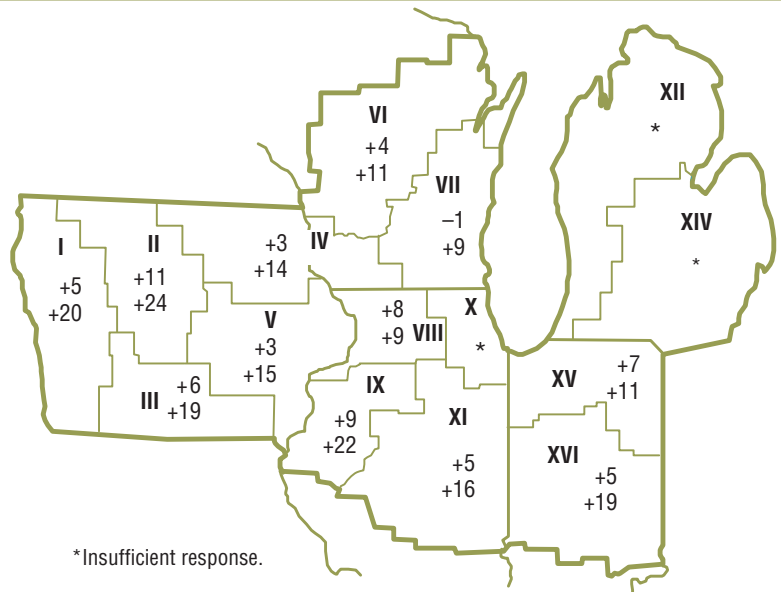 XII
*
VI
+4
+11
VII
–1
+9
XIV
*
I
+5
+20
II
+11
+24
IV
+3
+14
V
+3
+15
III
+6
+19
+8
+9
VIII
X
*
IX
+9
+22
XI
+5
+16
XV
+7
+11
XVI
+5
+19
*Insufficient response.